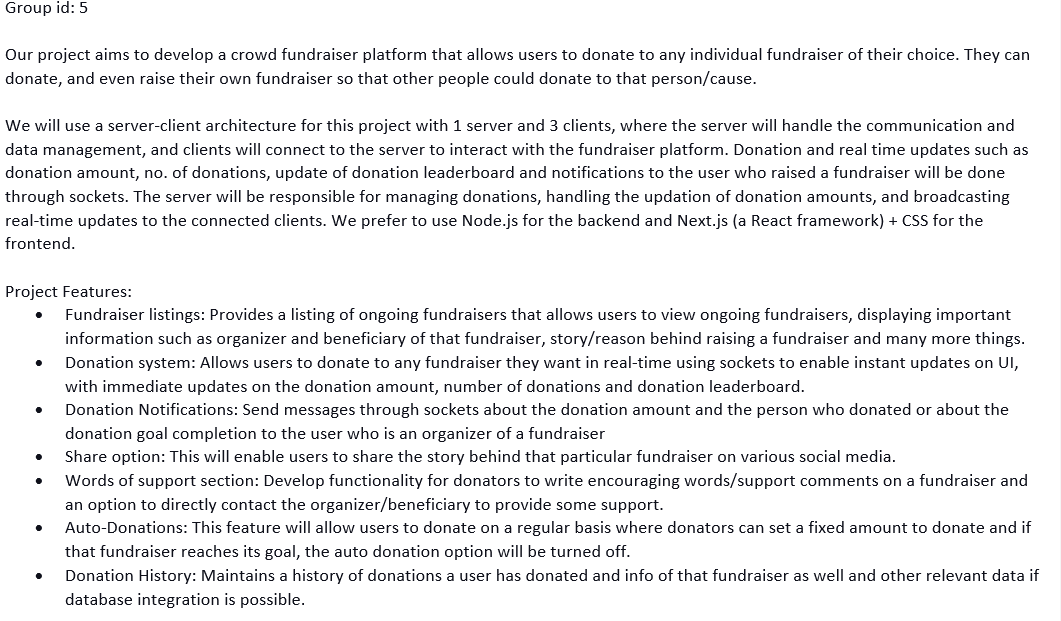 Group id: 5
Our project aims to develop a crowd fundraiser platform that allows users to donate to any individual fundraiser of their choice. They can
donate, and even raise their own fundraiser so that other people could donate to that person/cause.
We will use a server-client architecture for this project with 1 server and 3 clients, where the server will handle the communication and
data management, and clients will connect to the server to interact with the fundraiser platform. Donation and real time updates such as
donation amount, no. of donations, update of donation leaderboard and notifications to the user who raised a fundraiser will be done
through sockets. The server will be responsible for managing donations, handling the updation of donation amounts, and broadcasting
real-time updates to the connected clients. We prefer to use Node.js for the backend and Next.js (a React framework) + CSS for the
frontend.
Project Features:
• Fundraiser listings: Provides a listing of ongoing fundraisers that allows users to view ongoing fundraisers, displaying important
information such as organizer and beneficiary of that fundraiser, story/reason behind raising a fundraiser and many more things.
• Donation system: Allows users to donate to any fundraiser they want in real-time using sockets to enable instant updates on UI,
with immediate updates on the donation amount, number of donations and donation leaderboard.
• Donation Notifications: Send messages through sockets about the donation amount and the person who donated or about the
donation goal completion to the user who is an organizer of a fundraiser
• Share option: This will enable users to share the story behind that particular fundraiser on various social media.
• Words of support section: Develop functionality for donators to write encouraging words/support comments on a fundraiser and
an option to directly contact the organizer/beneficiary to provide some support.
• Auto-Donations: This feature will allow users to donate on a regular basis where donators can set a fixed amount to donate and if
that fundraiser reaches its goal, the auto donation option will be turned off.
• Donation History: Maintains a history of donations a user has donated and info of that fundraiser as well and other relevant data if
database integration is possible.